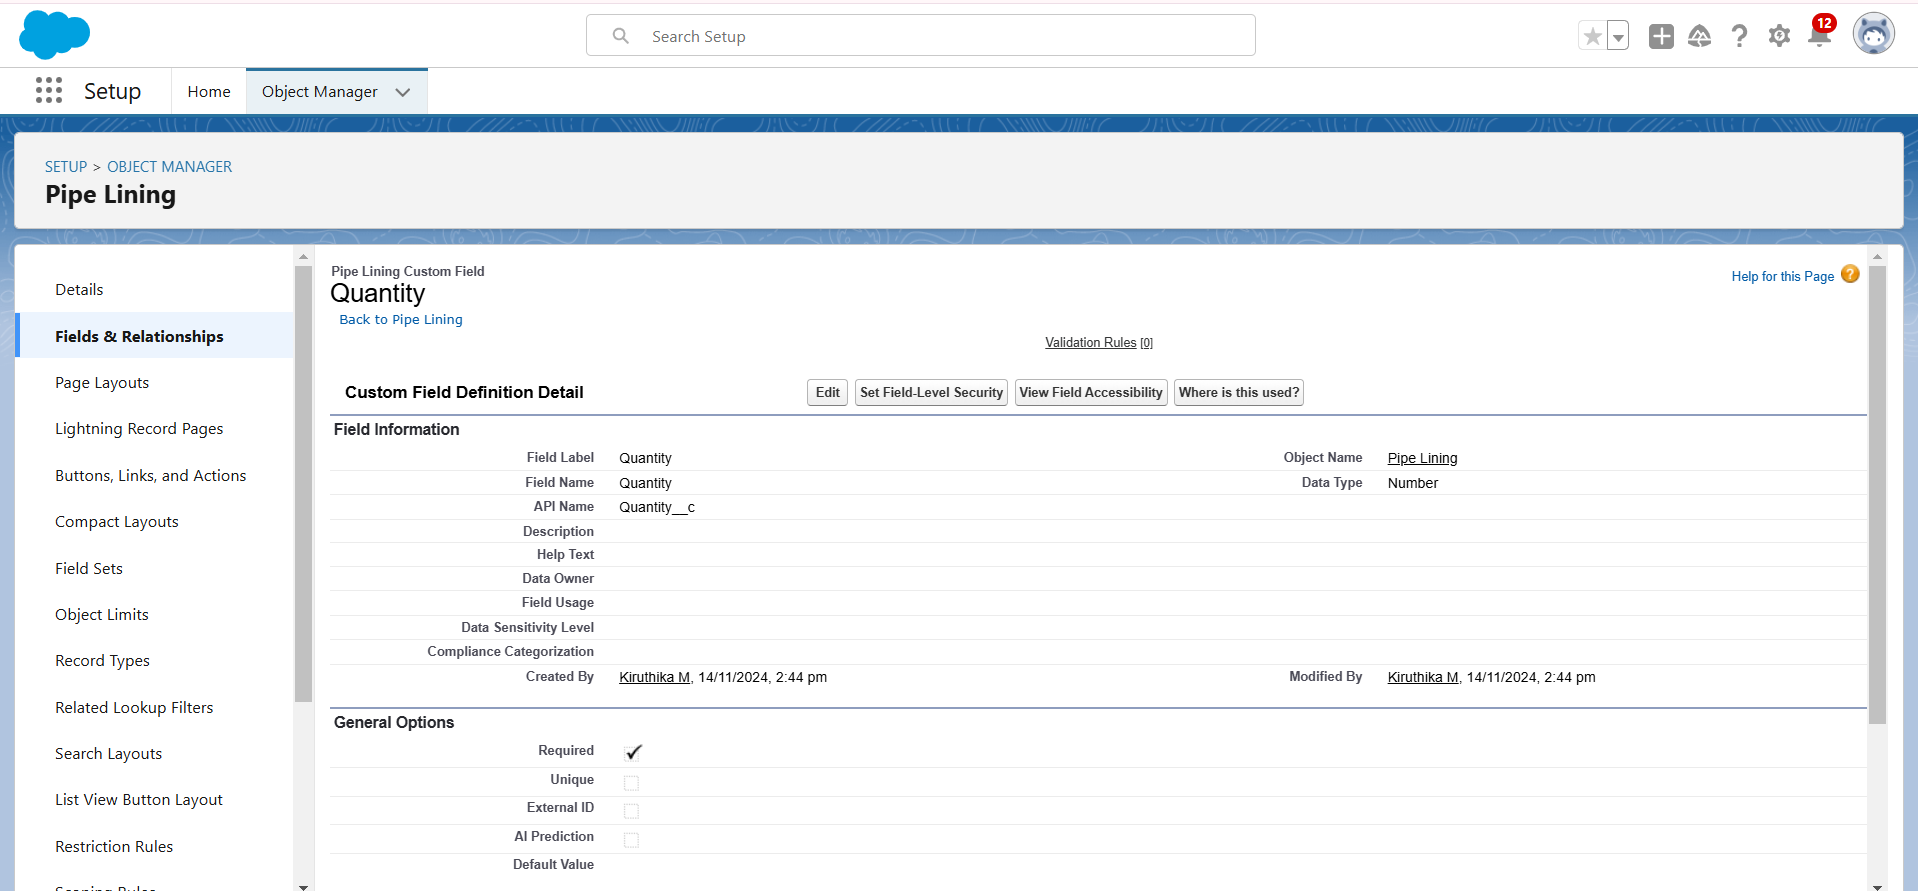 Search Setup
12
Setup
Home
Object Manager
SETUP > OBJECT MANAGER
Pipe Lining
Details
Fields & Relationships
Page Layouts
Lightning Record Pages
Buttons, Links, and Actions
Compact Layouts
Field Sets
Object Limits
Record Types
Related Lookup Filters
Search Layouts
List View Button Layout
Restriction Rules
Scoping Rules
Pipe Lining Custom Field
Quantity
Back to Pipe Lining
Help for this Page ?
Validation Rules [0]
Custom Field Definition Detail
Edit
Set Field-Level Security
View Field Accessibility
Where is this used?
Field Information
Field Label Quantity Object Name Pipe Lining
Field Name Quantity Data Type Number
API Name Quantity__c
Description
Help Text
Data Owner
Field Usage
Data Sensitivity Level
Compliance Categorization
Created By Kiruthika M, 14/11/2024, 2:44 pm Modified By Kiruthika M, 14/11/2024, 2:44 pm
General Options
Required
Unique
External ID
AI Prediction
Default Value